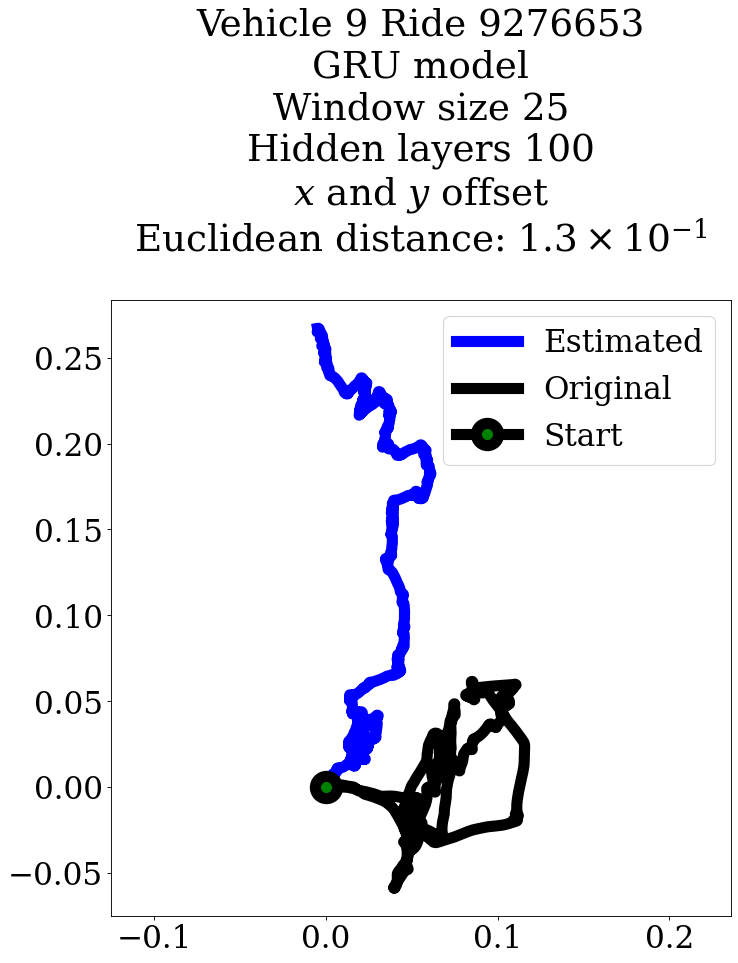 Vehicle 9 Ride 9276653
GRU model
Window size 25
Hidden layers 100
x and y offset
Euclidean distance: 1.3 × 10⁻¹
Estimated
Original
Start
0.25
0.20
0.15
0.10
0.05
0.00
−0.05
−0.1 0.0 0.1 0.2